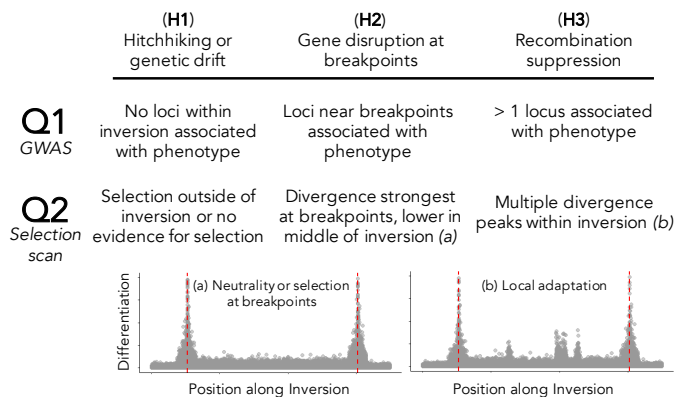 (H1)
Hitchhiking or
genetic drift
(H2)
Gene disruption at
breakpoints
(H3)
Recombination
suppression
Q1
GWAS
No loci within
inversion associated
with phenotype
Loci near breakpoints
associated with
phenotype
> 1 locus associated
with phenotype
Q2
Selection
scan
Selection outside of
inversion or no
evidence for selection
Divergence strongest
at breakpoints, lower in
middle of inversion (a)
Multiple divergence
peaks within inversion (b)
Differentiation
(a) Neutrality or selection
at breakpoints
Position along Inversion
(b) Local adaptation
Position along Inversion